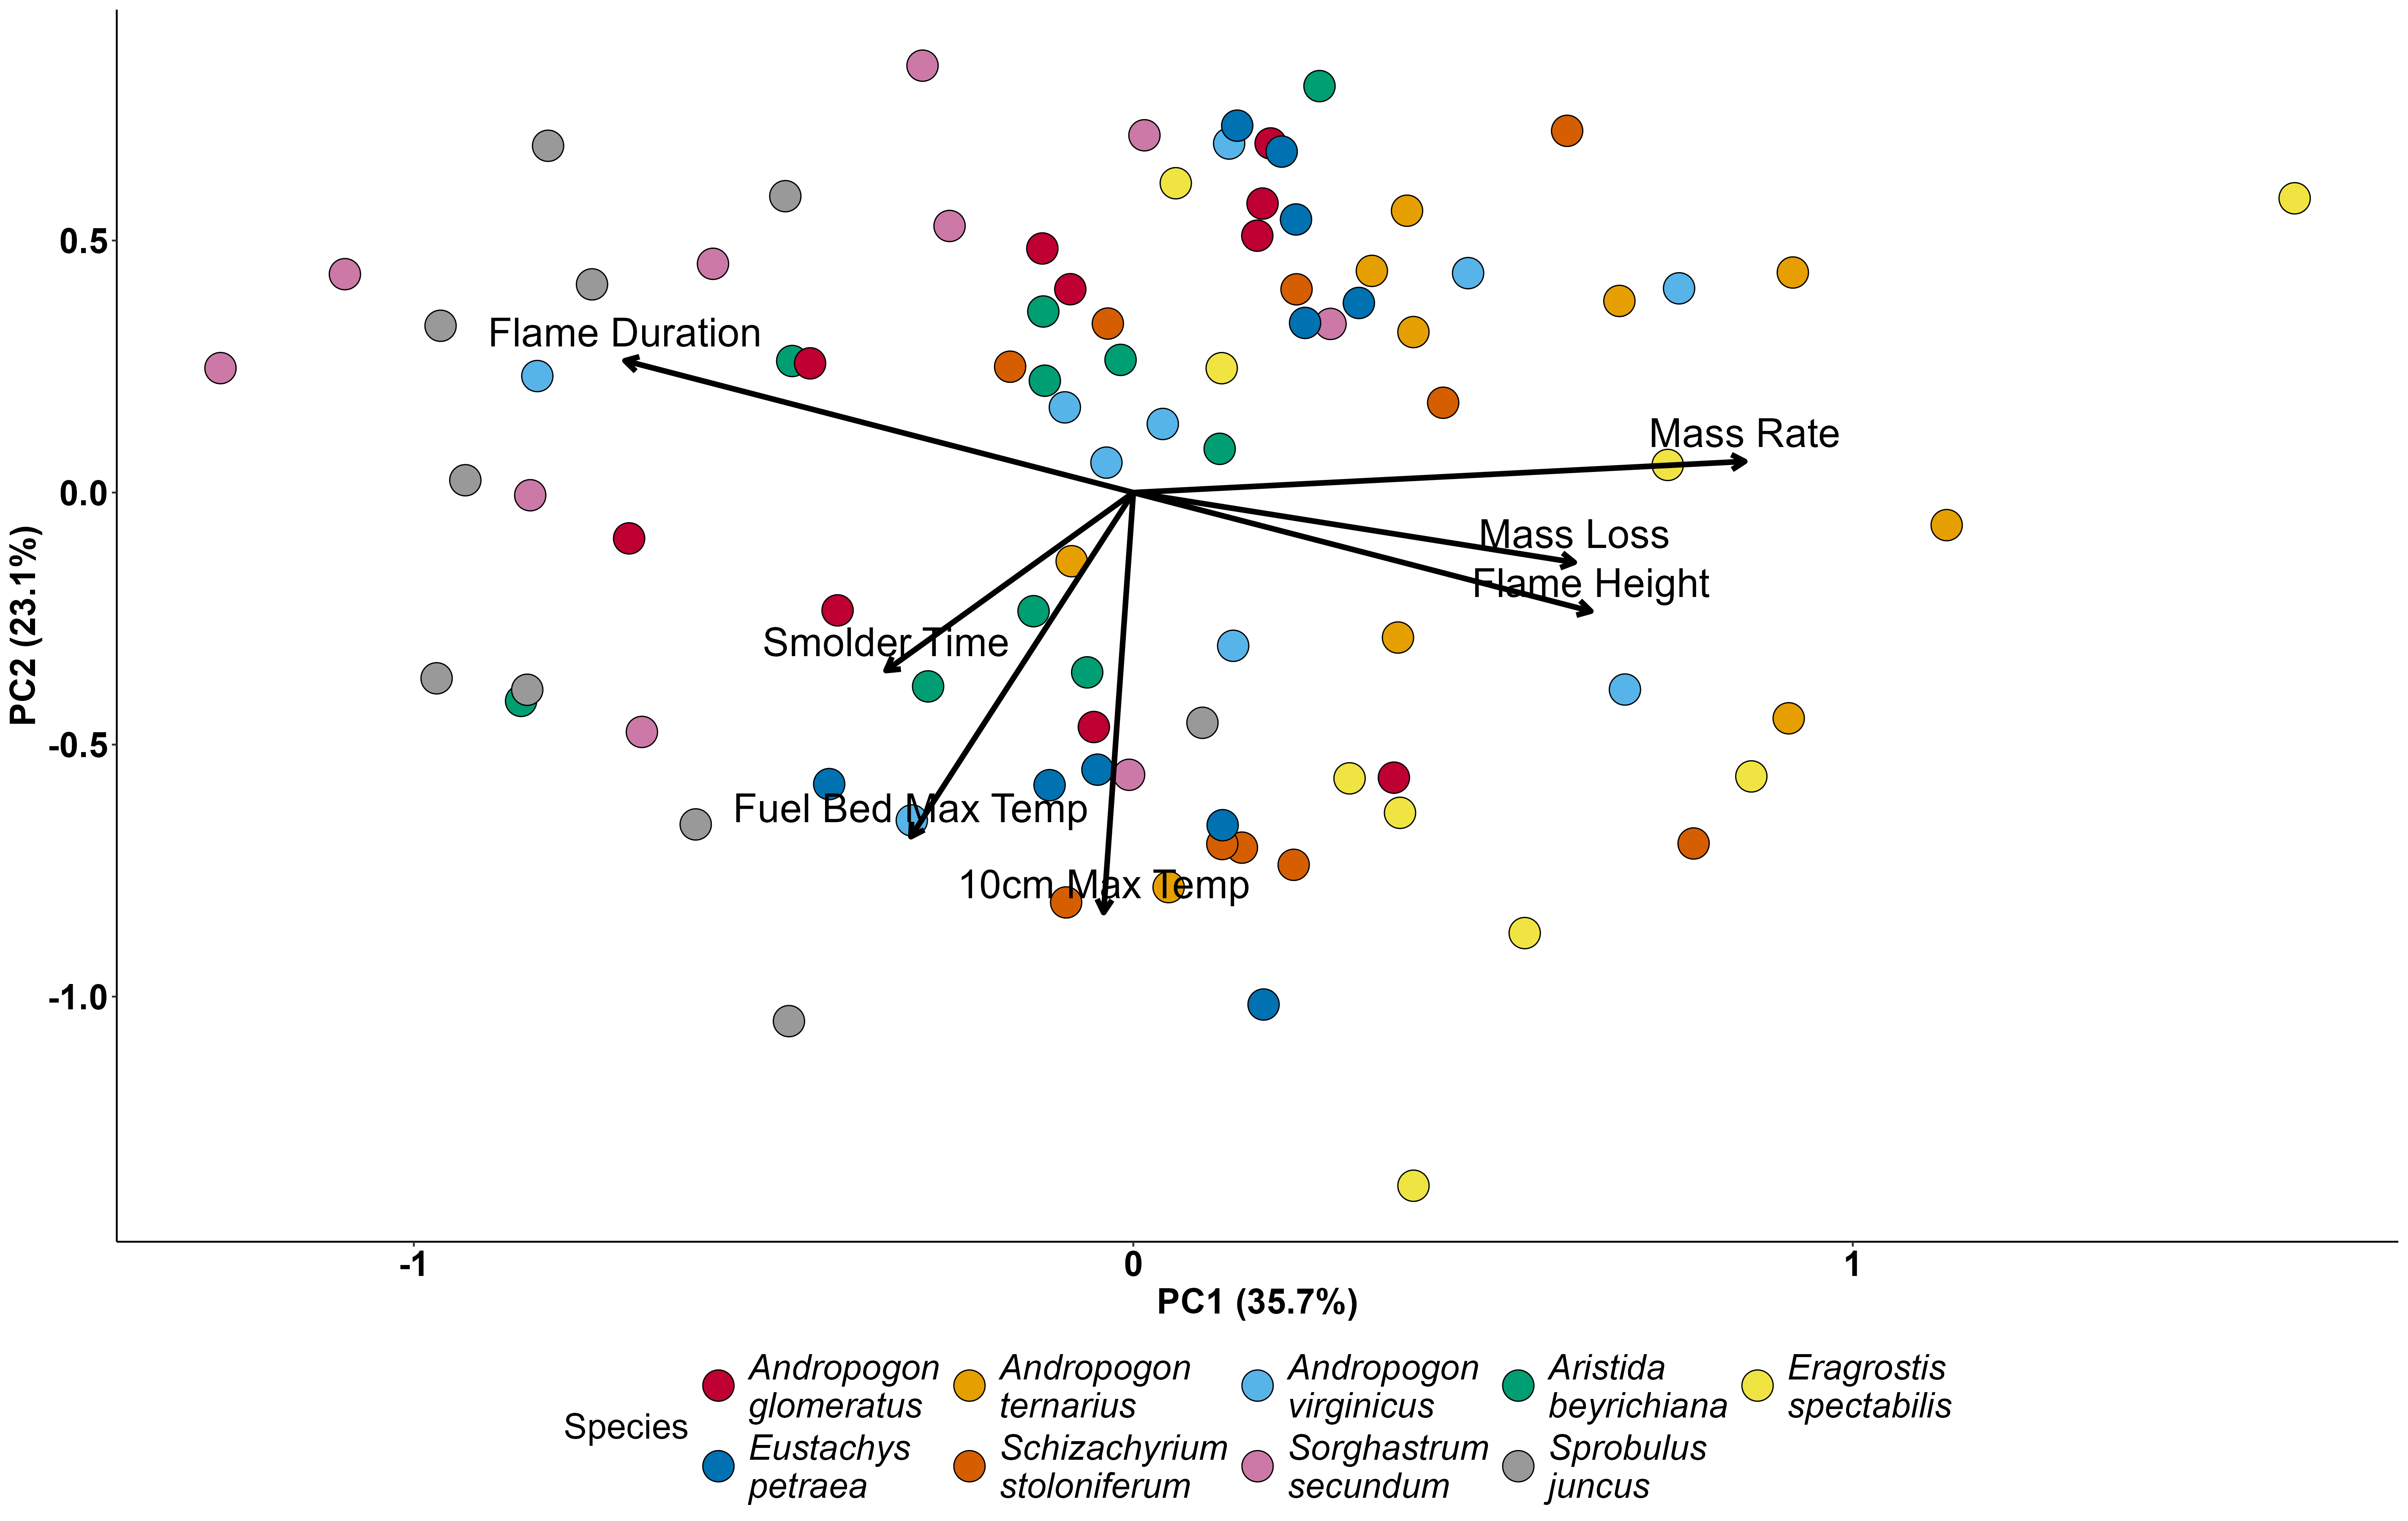 0.5
0.0
-0.5
-1.0
PC2 (23.1%)
Flame Duration
Mass Rate
Mass Loss
Flame Height
Smolder Time
Fuel Bed Max Temp
10cm Max Temp
-1
0
1
PC1 (35.7%)
Species
Andropogon
glomeratus
Andropogon
ternarius
Andropogon
virginicus
Aristida
beyrichiana
Eragrostis
spectabilis
Eustachys
petraea
Schizachyrium
stoloniferum
Sorghastrum
secundum
Sprobulus
juncus